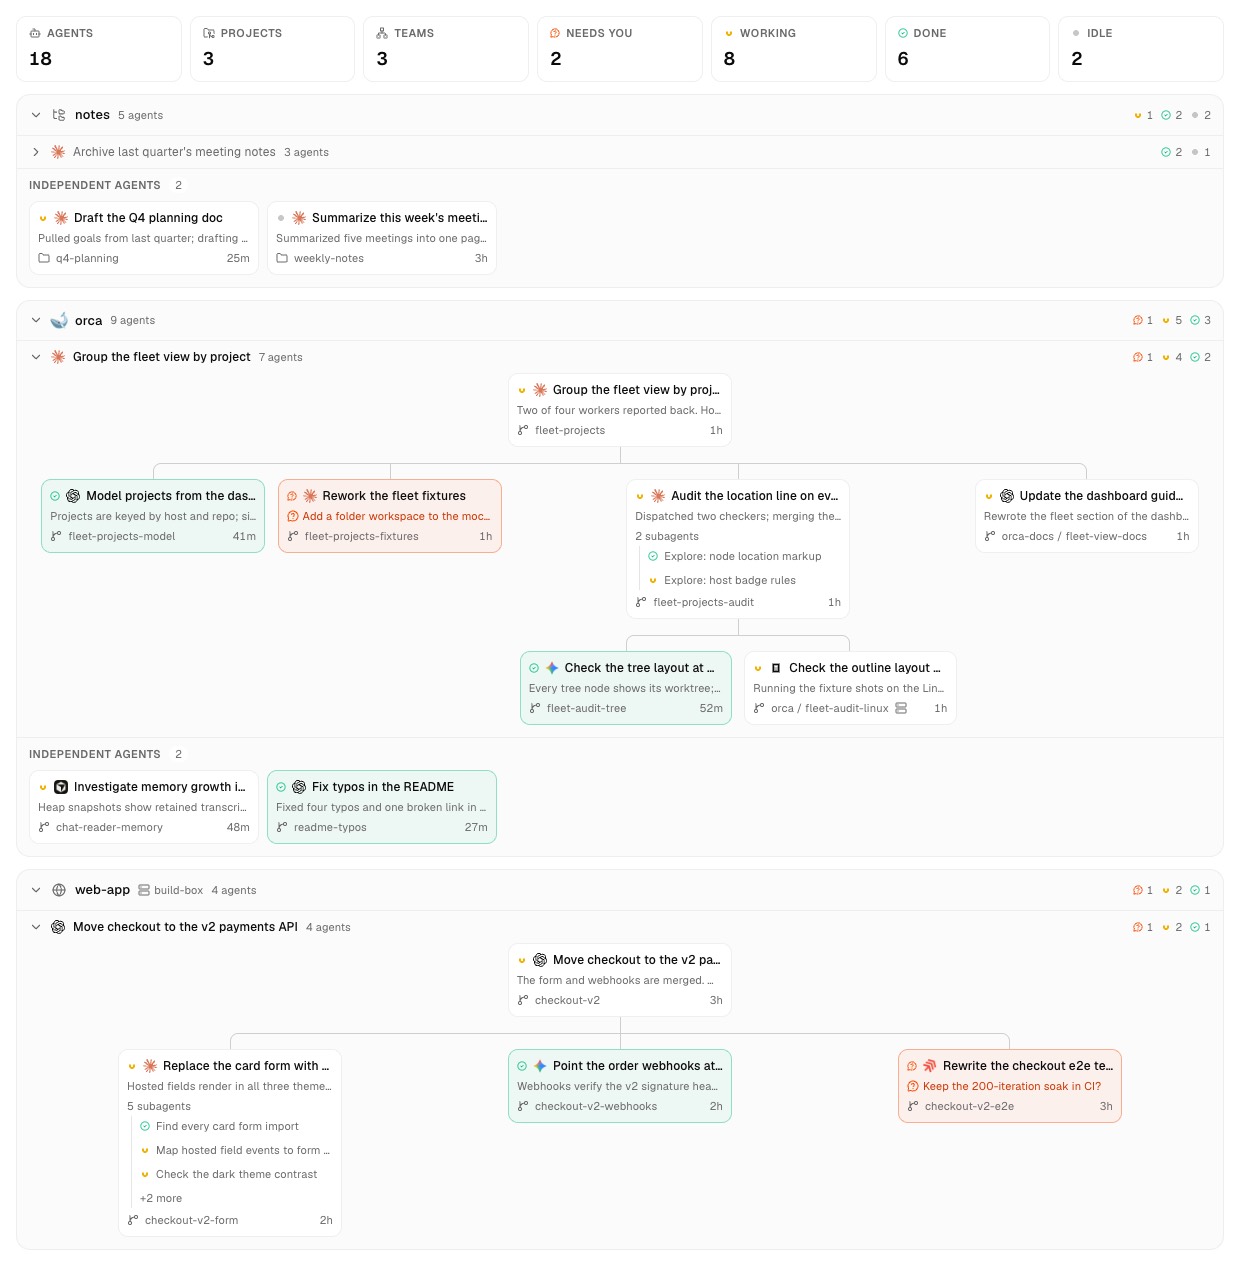 AGENTS
18
PROJECTS
3
TEAMS
3
NEEDS YOU
2
WORKING
8
DONE
6
IDLE
2
notes 5 agents 1 2 2
Archive last quarter's meeting notes 3 agents 2 1
INDEPENDENT AGENTS 2
Draft the Q4 planning doc
Pulled goals from last quarter; drafting …
q4-planning 25m
Summarize this week's meeti…
Summarized five meetings into one pag…
weekly-notes 3h
orca 9 agents 1 5 3
Group the fleet view by project 7 agents 1 4 2
Group the fleet view by proj…
Two of four workers reported back. Ho…
fleet-projects 1h
Model projects from the das…
Projects are keyed by host and repo; si…
fleet-projects-model 41m
Rework the fleet fixtures
Add a folder workspace to the moc…
fleet-projects-fixtures 1h
Audit the location line on ev…
Dispatched two checkers; merging the…
2 subagents
Explore: node location markup
Explore: host badge rules
fleet-projects-audit 1h
Update the dashboard guid…
Rewrote the fleet section of the dashb…
orca-docs / fleet-view-docs 1h
Check the tree layout at …
Every tree node shows its worktree;…
fleet-audit-tree 52m
Check the outline layout …
Running the fixture shots on the Lin…
orca / fleet-audit-linux 1h
INDEPENDENT AGENTS 2
Investigate memory growth i…
Heap snapshots show retained transcri…
chat-reader-memory 48m
Fix typos in the README
Fixed four typos and one broken link in …
readme-typos 27m
web-app build-box 4 agents 1 2 1
Move checkout to the v2 payments API 4 agents 1 2 1
Move checkout to the v2 pa…
The form and webhooks are merged. …
checkout-v2 3h
Replace the card form with …
Hosted fields render in all three theme…
5 subagents
Find every card form import
Map hosted field events to form …
Check the dark theme contrast
+2 more
checkout-v2-form 2h
Point the order webhooks at…
Webhooks verify the v2 signature hea…
checkout-v2-webhooks 2h
Rewrite the checkout e2e te…
Keep the 200-iteration soak in CI?
checkout-v2-e2e 3h